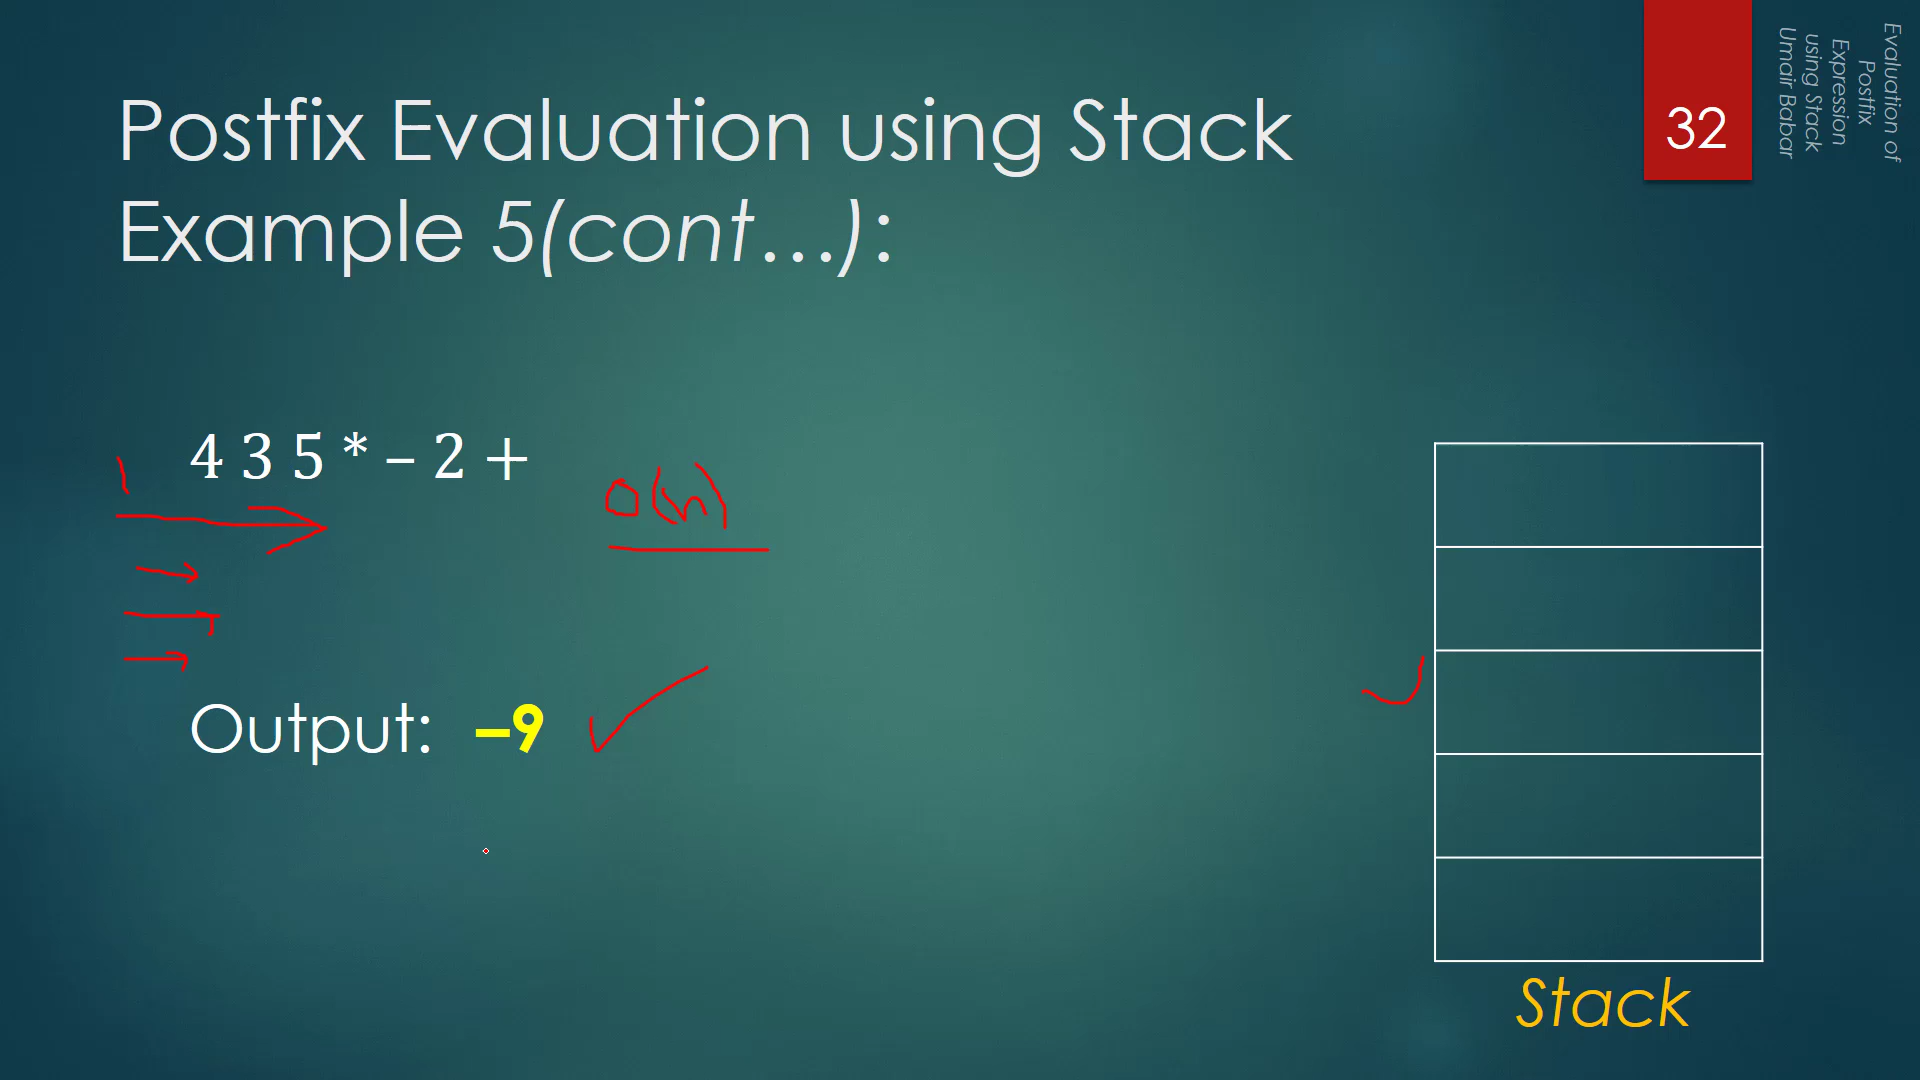 Postfix Evaluation using Stack
Example 5(cont...):
32
Evaluation of
Postfix
Expression
using Stack
Umair Babar
4 3 5 * – 2 +
O(n)
Output: –9
Stack